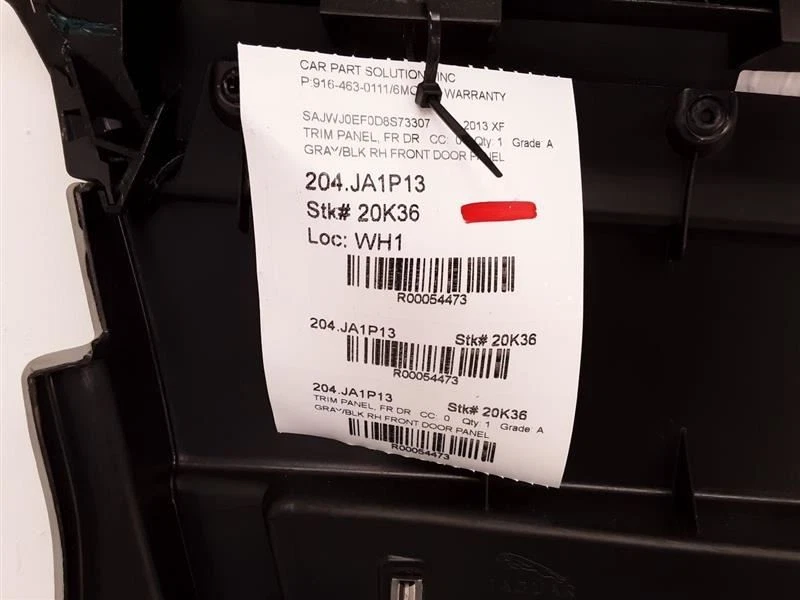 CAR PART SOLUTION INC
P:916-463-0111/6MO WARRANTY
SAJWJ0EF0D8S73307 2013 XF
TRIM PANEL, FR DR CC: 0 Qty: 1 Grade: A
GRAY/BLK RH FRONT DOOR PANEL
204.JA1P13
Stk# 20K36
Loc: WH1
R00054473
204.JA1P13 Stk# 20K36
R00054473
204.JA1P13 Stk# 20K36
TRIM PANEL, FR DR CC: 0 Qty: 1 Grade: A
GRAY/BLK RH FRONT DOOR PANEL
R00054473
JAGUAR